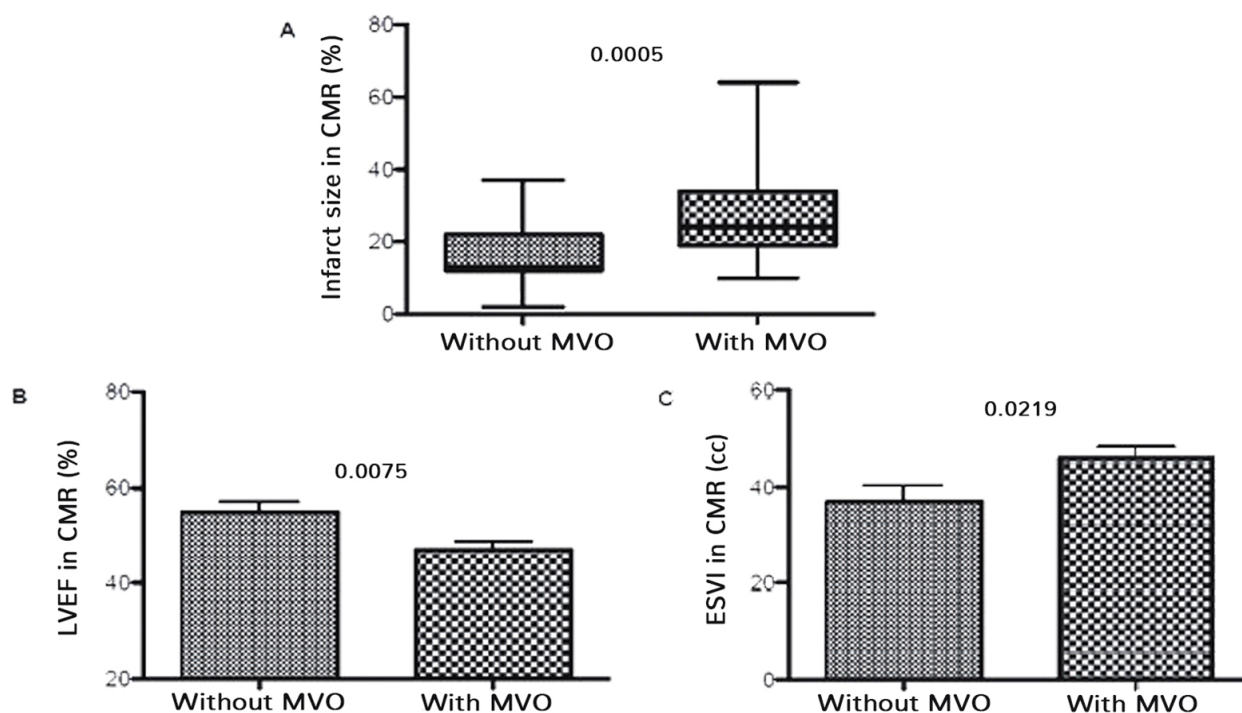 A
Infarct size in CMR (%)
80
60
40
20
0
0.0005
Without MVO
With MVO
B
LVEF in CMR (%)
80
60
40
20
0.0075
Without MVO
With MVO
C
ESVI in CMR (cc)
60
40
20
0
0.0219
Without MVO
With MVO